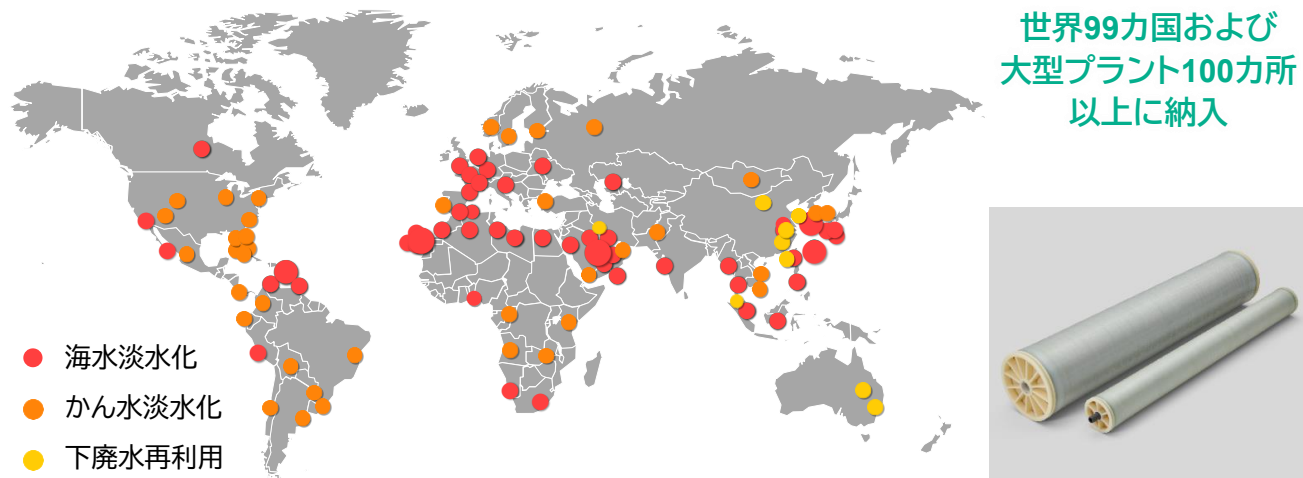 世界99カ国および
大型プラント100カ所
以上に納入
海水淡水化
かん水淡水化
下廃水再利用